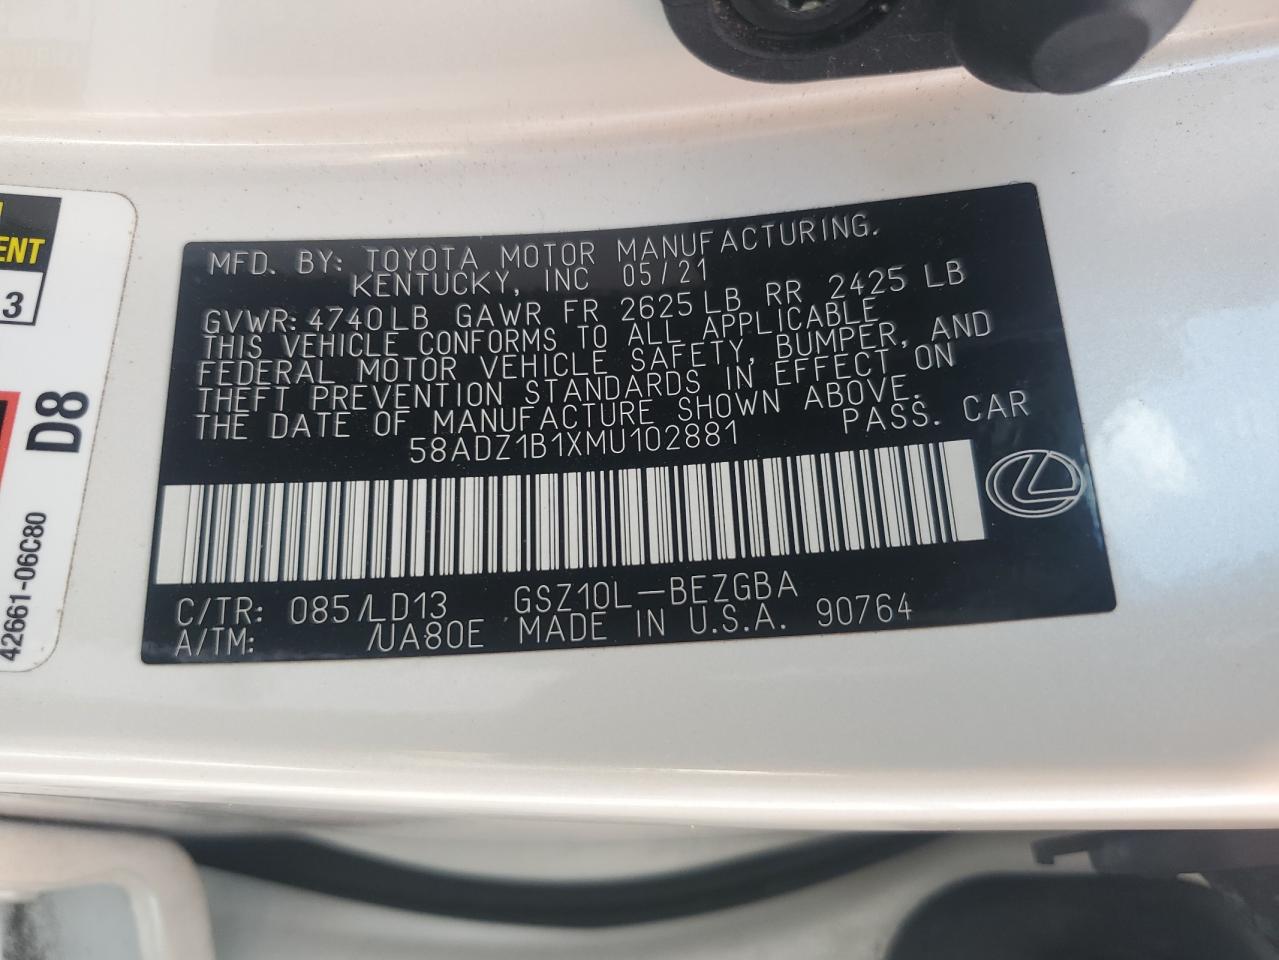 MFD. BY: TOYOTA MOTOR MANUFACTURING.
KENTUCKY, INC 05/21
GVWR: 4740LB GAWR FR 2625LB RR 2425 LB
THIS VEHICLE CONFORMS TO ALL APPLICABLE
FEDERAL MOTOR VEHICLE SAFETY, BUMPER, AND
THEFT PREVENTION STANDARDS IN EFFECT ON
THE DATE OF MANUFACTURE SHOWN ABOVE.
58ADZ1B1XMU102881 PASS. CAR
C/TR: 085/LD13 GSZ10L-BEZGBA
A/TM: /UA80E MADE IN U.S.A. 90764
ENT
3
D8
42661-06C80